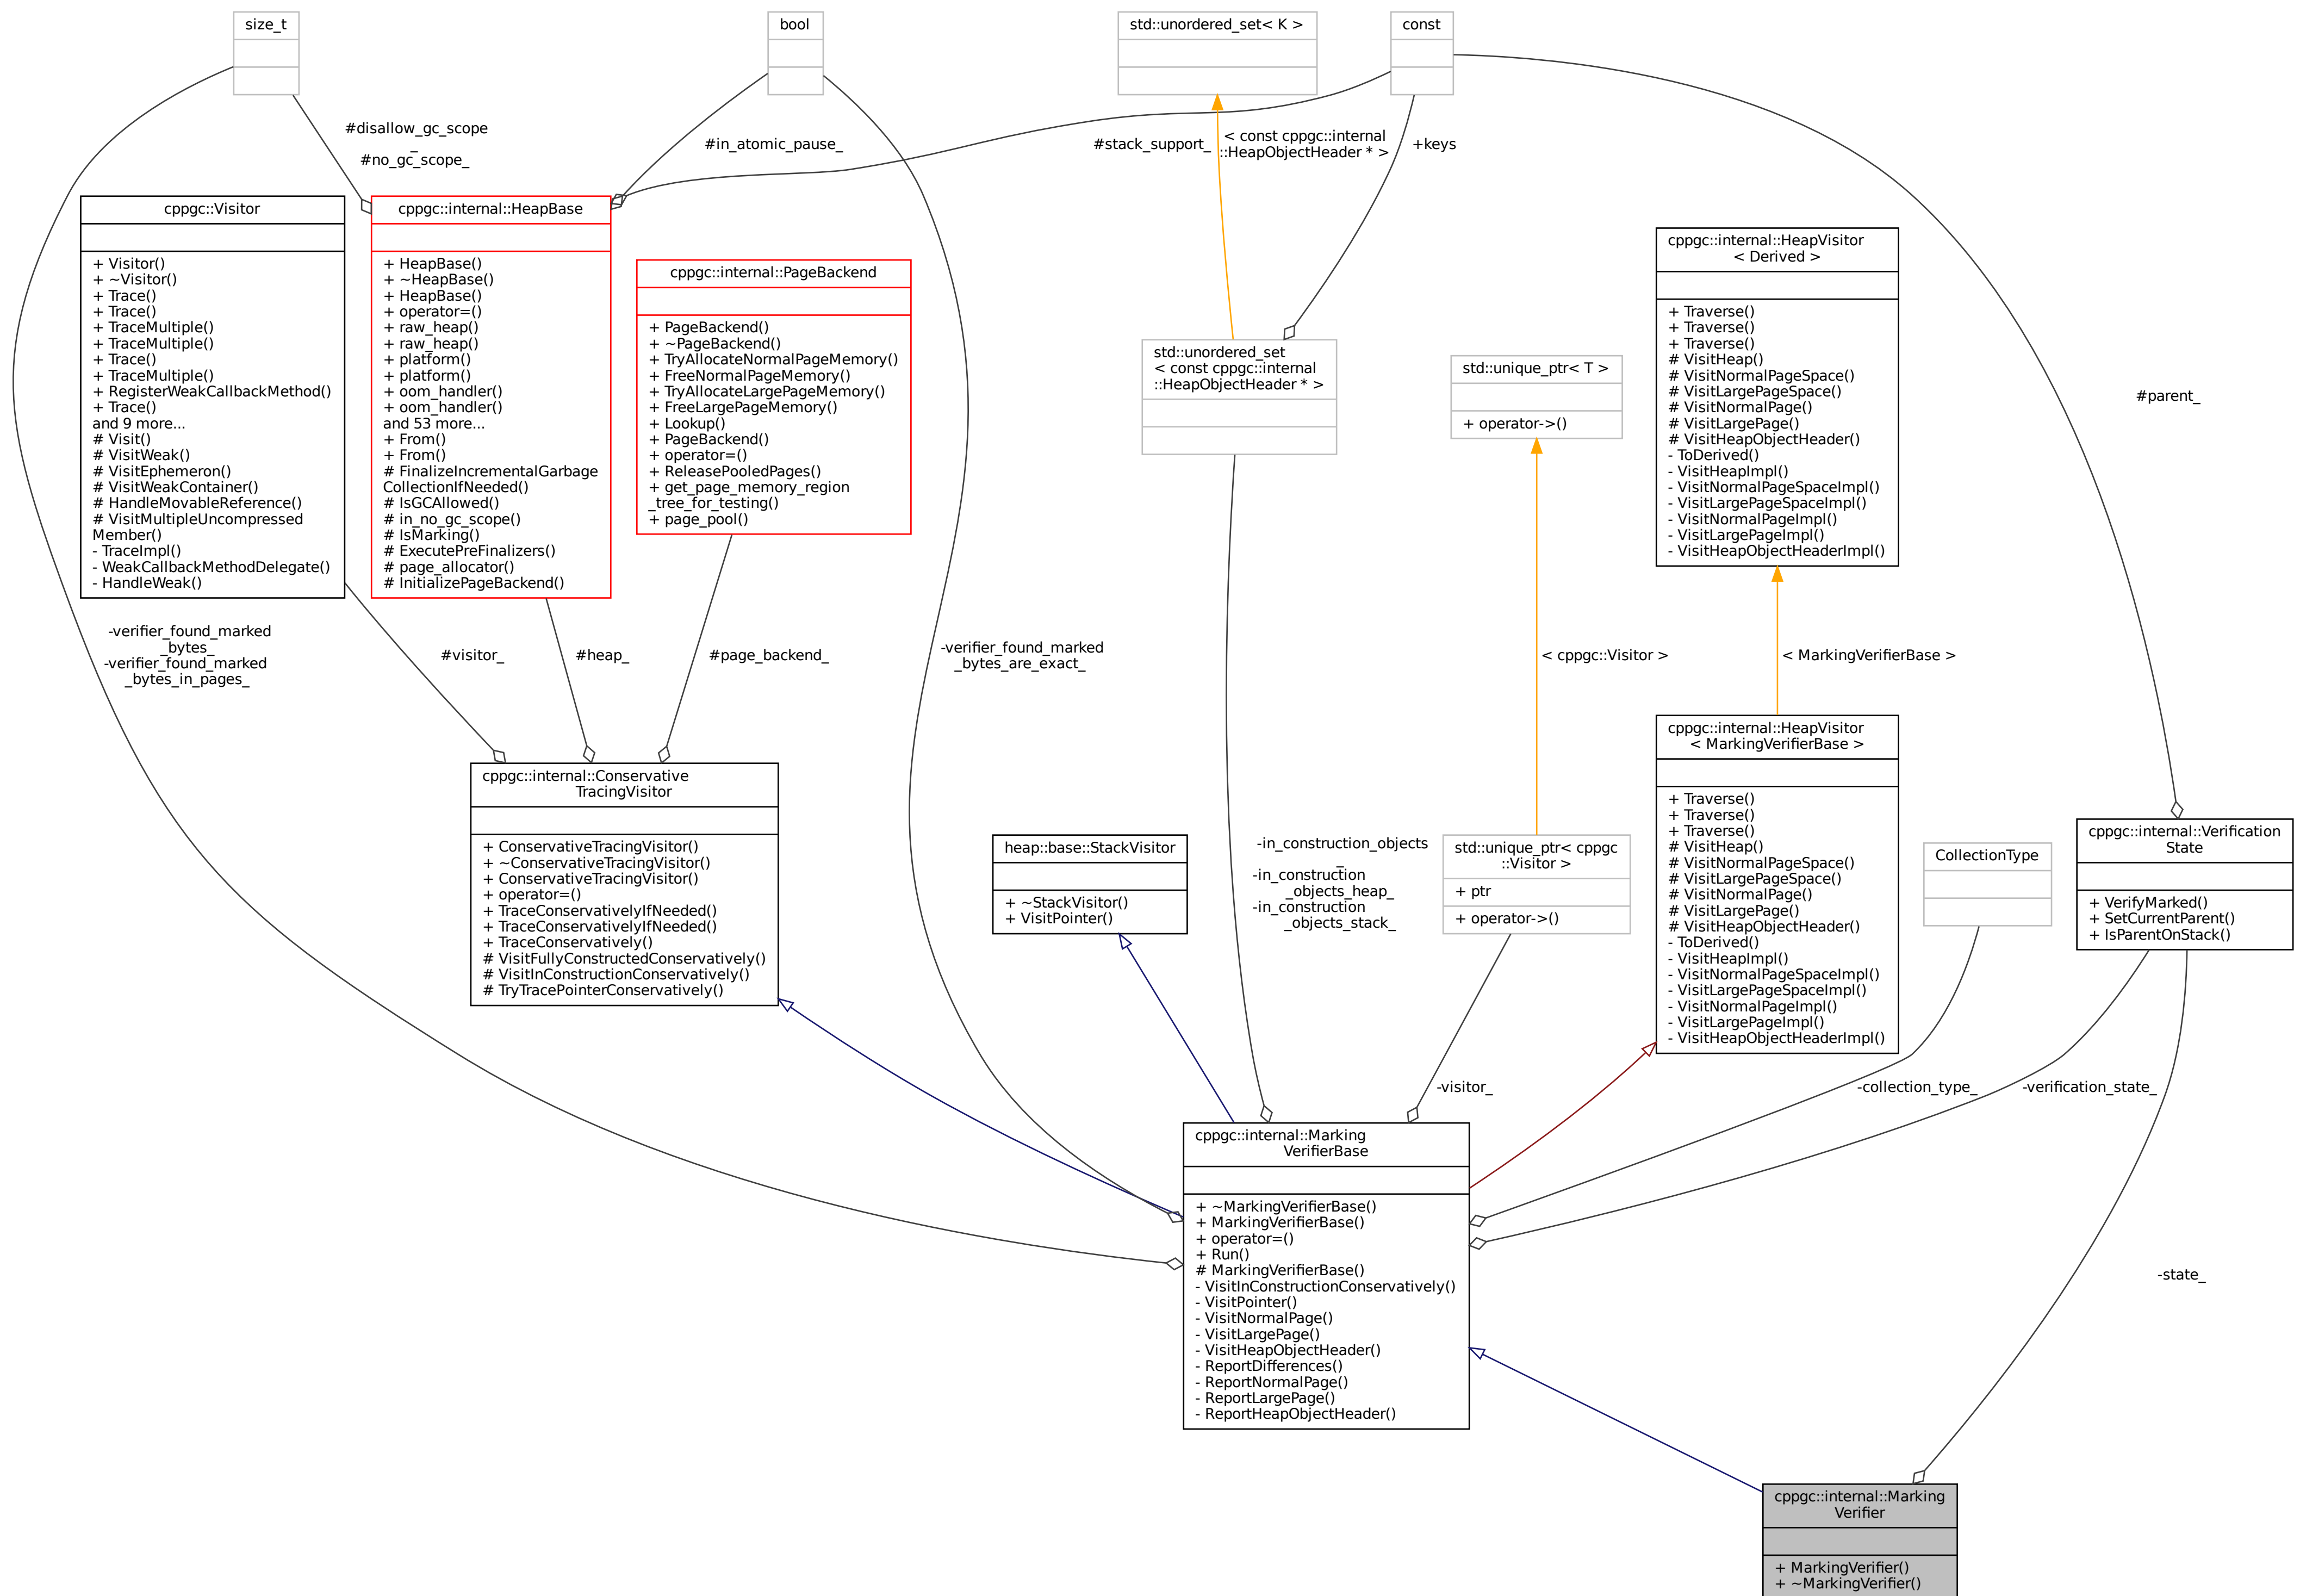 size_t
bool
std::unordered_set< K >
const
#disallow_gc_scope
_
#no_gc_scope_
#in_atomic_pause_
#stack_support_
< const cppgc::internal
::HeapObjectHeader * >
+keys
cppgc::Visitor
+ Visitor()
+ ~Visitor()
+ Trace()
+ Trace()
+ TraceMultiple()
+ TraceMultiple()
+ Trace()
+ TraceMultiple()
+ RegisterWeakCallbackMethod()
+ Trace()
and 9 more...
# Visit()
# VisitWeak()
# VisitEphemeron()
# VisitWeakContainer()
# HandleMovableReference()
# VisitMultipleUncompressed
Member()
- TraceImpl()
- WeakCallbackMethodDelegate()
- HandleWeak()
cppgc::internal::HeapBase
+ HeapBase()
+ ~HeapBase()
+ HeapBase()
+ operator=()
+ raw_heap()
+ raw_heap()
+ platform()
+ platform()
+ oom_handler()
+ oom_handler()
and 53 more...
+ From()
+ From()
# FinalizeIncrementalGarbage
CollectionIfNeeded()
# IsGCAllowed()
# in_no_gc_scope()
# IsMarking()
# ExecutePreFinalizers()
# page_allocator()
# InitializePageBackend()
cppgc::internal::PageBackend
+ PageBackend()
+ ~PageBackend()
+ TryAllocateNormalPageMemory()
+ FreeNormalPageMemory()
+ TryAllocateLargePageMemory()
+ FreeLargePageMemory()
+ Lookup()
+ PageBackend()
+ operator=()
+ ReleasePooledPages()
+ get_page_memory_region
_tree_for_testing()
+ page_pool()
std::unordered_set
< const cppgc::internal
::HeapObjectHeader * >
std::unique_ptr< T >
+ operator->()
cppgc::internal::HeapVisitor
< Derived >
+ Traverse()
+ Traverse()
+ Traverse()
# VisitHeap()
# VisitNormalPageSpace()
# VisitLargePageSpace()
# VisitNormalPage()
# VisitLargePage()
# VisitHeapObjectHeader()
- ToDerived()
- VisitHeapImpl()
- VisitNormalPageSpaceImpl()
- VisitLargePageSpaceImpl()
- VisitNormalPageImpl()
- VisitLargePageImpl()
- VisitHeapObjectHeaderImpl()
#parent_
-verifier_found_marked
_bytes_
-verifier_found_marked
_bytes_in_pages_
#visitor_
#heap_
#page_backend_
-verifier_found_marked
_bytes_are_exact_
< cppgc::Visitor >
< MarkingVerifierBase >
cppgc::internal::Conservative
TracingVisitor
+ ConservativeTracingVisitor()
+ ~ConservativeTracingVisitor()
+ ConservativeTracingVisitor()
+ operator=()
+ TraceConservativelyIfNeeded()
+ TraceConservativelyIfNeeded()
+ TraceConservatively()
# VisitFullyConstructedConservatively()
# VisitInConstructionConservatively()
# TryTracePointerConservatively()
heap::base::StackVisitor
+ ~StackVisitor()
+ VisitPointer()
-in_construction_objects
_
-in_construction
_objects_heap_
-in_construction
_objects_stack_
std::unique_ptr< cppgc
::Visitor >
+ ptr
+ operator->()
cppgc::internal::HeapVisitor
< MarkingVerifierBase >
+ Traverse()
+ Traverse()
+ Traverse()
# VisitHeap()
# VisitNormalPageSpace()
# VisitLargePageSpace()
# VisitNormalPage()
# VisitLargePage()
# VisitHeapObjectHeader()
- ToDerived()
- VisitHeapImpl()
- VisitNormalPageSpaceImpl()
- VisitLargePageSpaceImpl()
- VisitNormalPageImpl()
- VisitLargePageImpl()
- VisitHeapObjectHeaderImpl()
CollectionType
cppgc::internal::Verification
State
+ VerifyMarked()
+ SetCurrentParent()
+ IsParentOnStack()
-visitor_
-collection_type_
-verification_state_
cppgc::internal::Marking
VerifierBase
+ ~MarkingVerifierBase()
+ MarkingVerifierBase()
+ operator=()
+ Run()
# MarkingVerifierBase()
- VisitInConstructionConservatively()
- VisitPointer()
- VisitNormalPage()
- VisitLargePage()
- VisitHeapObjectHeader()
- ReportDifferences()
- ReportNormalPage()
- ReportLargePage()
- ReportHeapObjectHeader()
-state_
cppgc::internal::Marking
Verifier
+ MarkingVerifier()
+ ~MarkingVerifier()